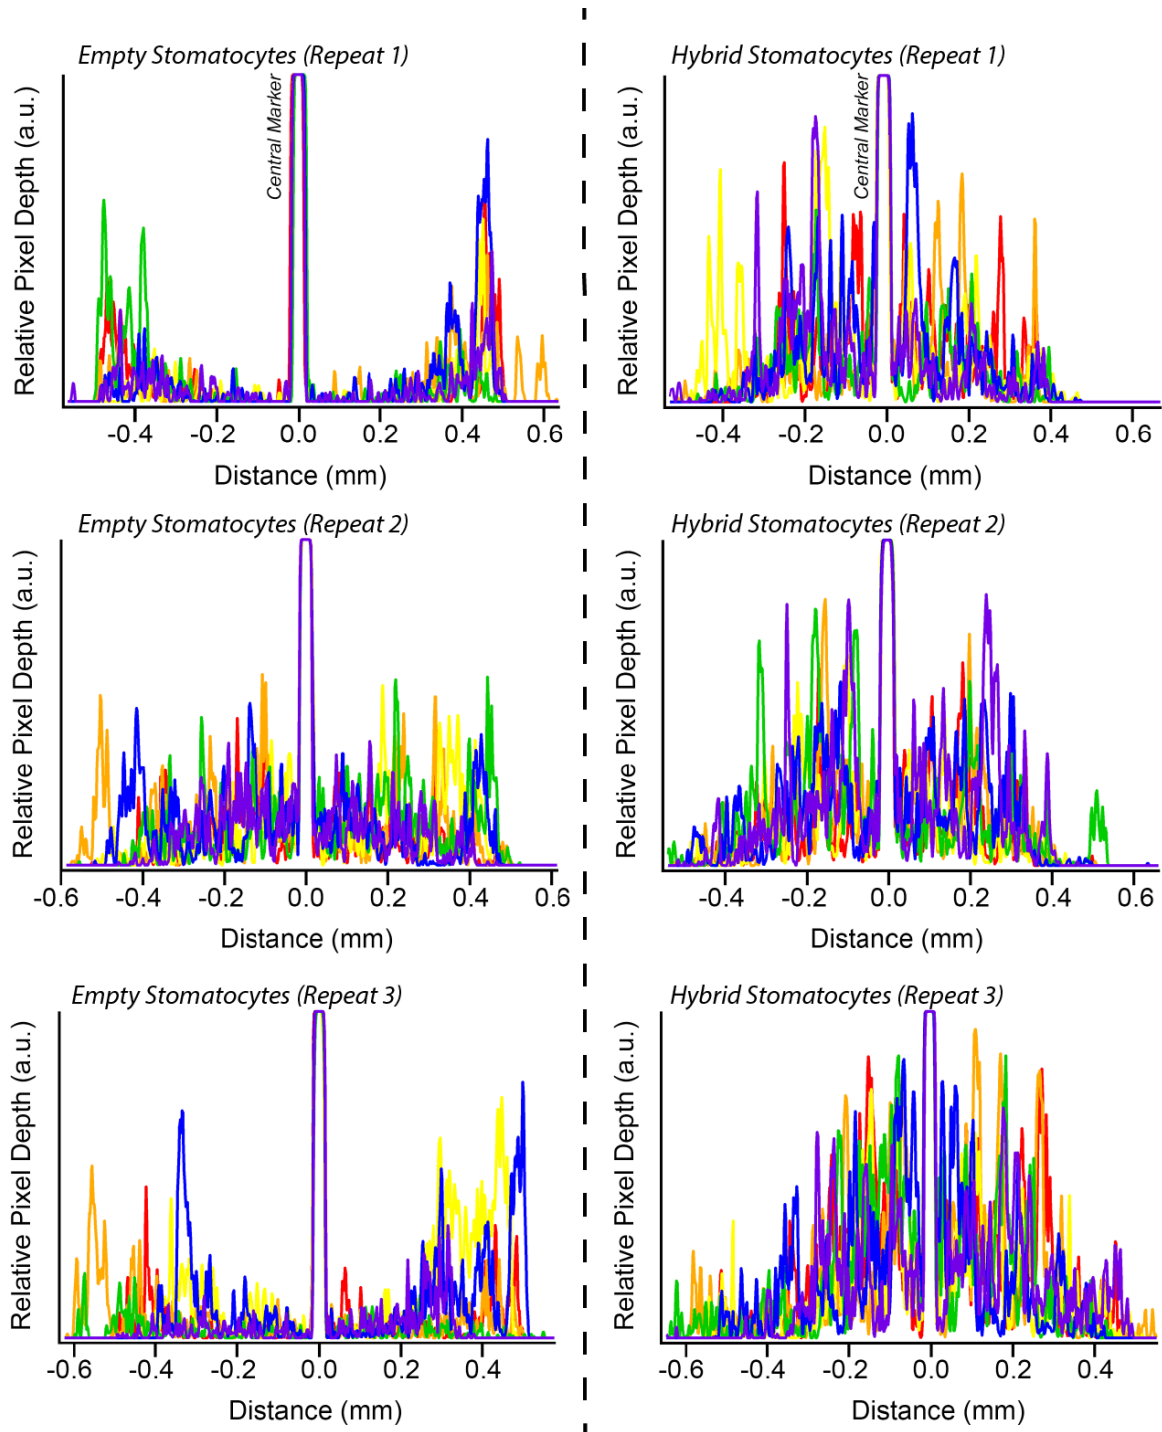 Empty Stomatocytes (Repeat 1)
Relative Pixel Depth (a.u.)
Central Marker
-0.4 -0.2 0.0 0.2 0.4 0.6
Distance (mm)
Hybrid Stomatocytes (Repeat 1)
Relative Pixel Depth (a.u.)
Central Marker
-0.4 -0.2 0.0 0.2 0.4 0.6
Distance (mm)
Empty Stomatocytes (Repeat 2)
Relative Pixel Depth (a.u.)
-0.6 -0.4 -0.2 0.0 0.2 0.4 0.6
Distance (mm)
Hybrid Stomatocytes (Repeat 2)
Relative Pixel Depth (a.u.)
-0.4 -0.2 0.0 0.2 0.4 0.6
Distance (mm)
Empty Stomatocytes (Repeat 3)
Relative Pixel Depth (a.u.)
-0.6 -0.4 -0.2 0.0 0.2 0.4
Distance (mm)
Hybrid Stomatocytes (Repeat 3)
Relative Pixel Depth (a.u.)
-0.6 -0.4 -0.2 0.0 0.2 0.4
Distance (mm)